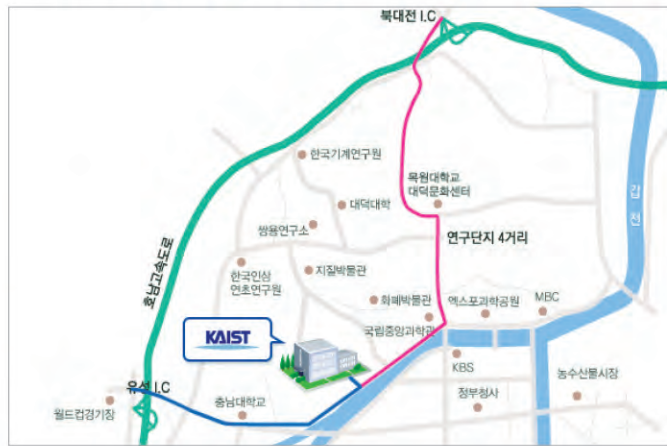 북대전 I.C
한국기계연구원
목원대학교
대덕문화센터
대덕대학
갑천
쌍용연구소
연구단지 4거리
호남고속도로
한국인삼
연초연구원
지질박물관
화폐박물관
엑스포과학공원
MBC
국립중앙과학관
KAIST
KBS
유성 I.C
농수산물시장
정부청사
충남대학교
월드컵경기장